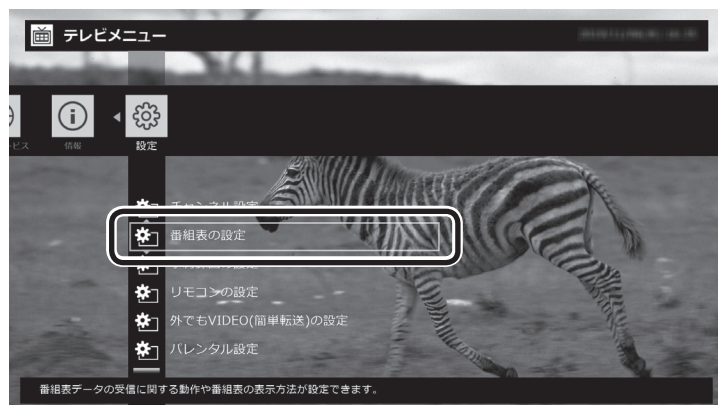 テレビメニュー
ービス
情報
設定
チャンネル設定
番組表の設定
リモコンの設定
外でもVIDEO(簡単転送)の設定
パレンタル設定
番組表データの受信に関する動作や番組表の表示方法が設定できます。